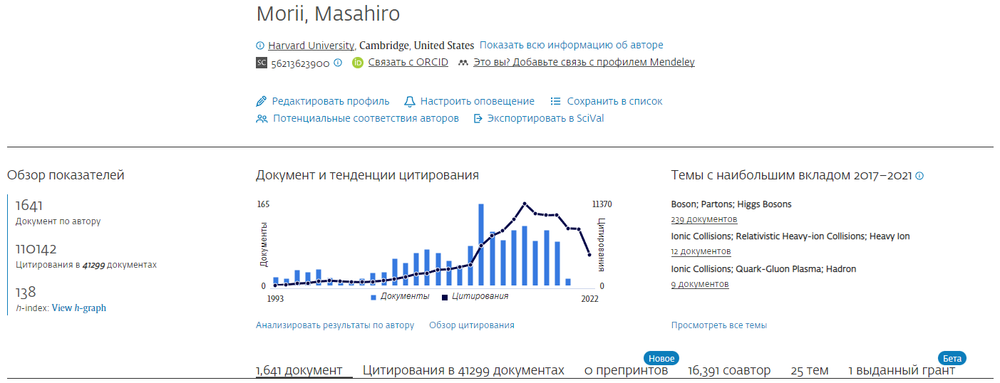 Morii, Masahiro
Harvard University, Cambridge, United States Показать всю информацию об авторе
SC 56213623900 iD Связать с ORCID Это вы? Добавьте связь с профилем Mendeley
Редактировать профиль Настроить оповещение Сохранить в список
Потенциальные соответствия авторов Экспортировать в SciVal
Обзор показателей
1641
Документ по автору
110142
Цитирования в 41299 документах
138
h-index: View h-graph
Документ и тенденции цитирования
165
11370
Документы
Цитирования
0
0
1993
2022
Документы Цитирования
Анализировать результаты по автору Обзор цитирования
Темы с наибольшим вкладом 2017–2021
Boson; Partons; Higgs Bosons
239 документов
Ionic Collisions; Relativistic Heavy-ion Collisions; Heavy Ion
12 документов
Ionic Collisions; Quark-Gluon Plasma; Hadron
9 документов
Просмотреть все темы
Новое
Бета
1,641 документ Цитирования в 41299 документах 0 препринтов 16,391 соавтор 25 тем 1 выданный грант